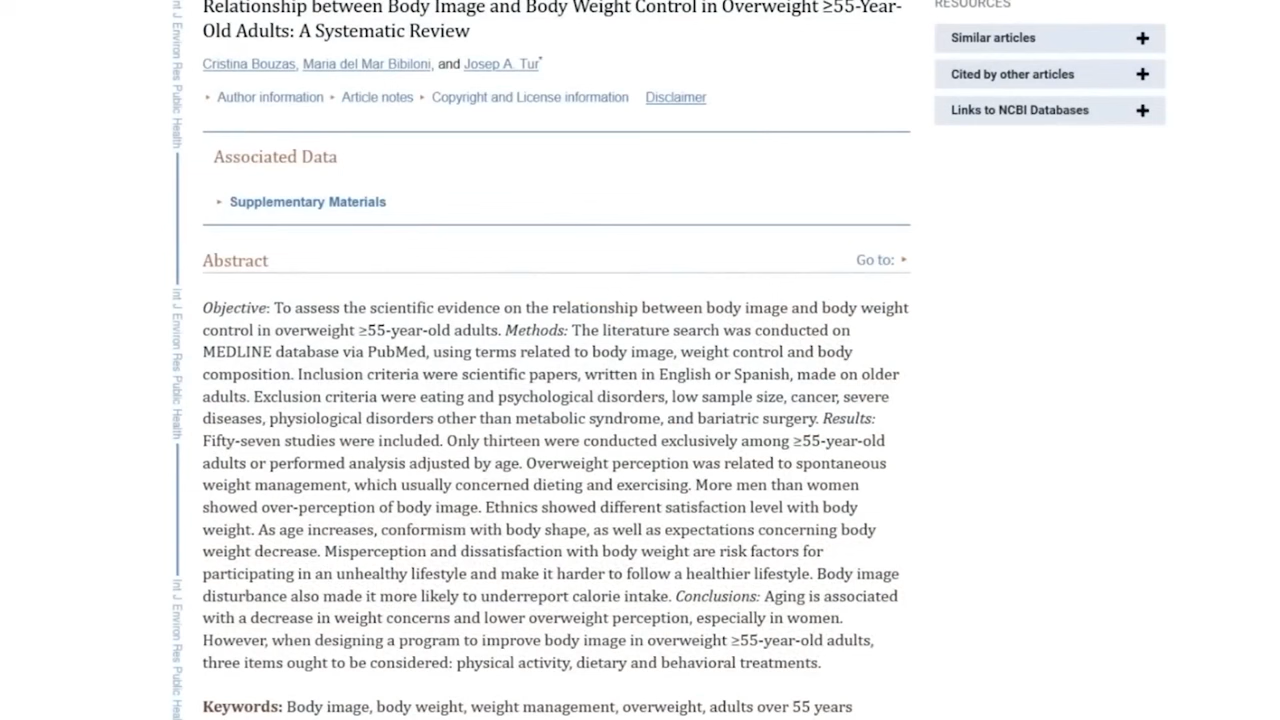 Relationship between Body Image and Body Weight Control in Overweight ≥55-Year-
Old Adults: A Systematic Review
Cristina Bouzas, Maria del Mar Bibiloni, and Josep A. Tur*
▸ Author information ▸ Article notes ▸ Copyright and License information Disclaimer
Associated Data
▸ Supplementary Materials
Abstract
Go to: ▸
Objective: To assess the scientific evidence on the relationship between body image and body weight
control in overweight ≥55-year-old adults. Methods: The literature search was conducted on
MEDLINE database via PubMed, using terms related to body image, weight control and body
composition. Inclusion criteria were scientific papers, written in English or Spanish, made on older
adults. Exclusion criteria were eating and psychological disorders, low sample size, cancer, severe
diseases, physiological disorders other than metabolic syndrome, and bariatric surgery. Results:
Fifty-seven studies were included. Only thirteen were conducted exclusively among ≥55-year-old
adults or performed analysis adjusted by age. Overweight perception was related to spontaneous
weight management, which usually concerned dieting and exercising. More men than women
showed over-perception of body image. Ethnics showed different satisfaction level with body
weight. As age increases, conformism with body shape, as well as expectations concerning body
weight decrease. Misperception and dissatisfaction with body weight are risk factors for
participating in an unhealthy lifestyle and make it harder to follow a healthier lifestyle. Body image
disturbance also made it more likely to underreport calorie intake. Conclusions: Aging is associated
with a decrease in weight concerns and lower overweight perception, especially in women.
However, when designing a program to improve body image in overweight ≥55-year-old adults,
three items ought to be considered: physical activity, dietary and behavioral treatments.
Keywords: Body image, body weight, weight management, overweight, adults over 55 years
RESOURCES
Similar articles +
Cited by other articles +
Links to NCBI Databases +
Int J Environ Res Public Health
Int J Environ Res Public Health
Int J Environ Res Public Heal